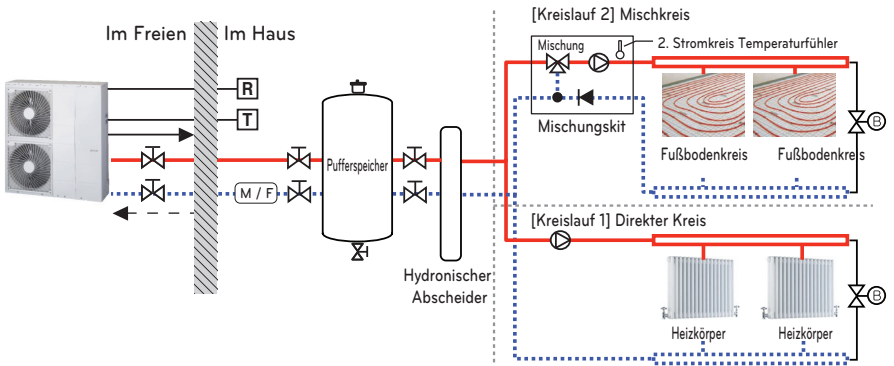 [Kreislauf 2] Mischkreis
Im Freien
Im Haus
Mischung
2. Stromkreis Temperaturfühler
R
T
Mischungskit
B
Fußbodenkreis
Fußbodenkreis
Pufferspeicher
M / F
[Kreislauf 1] Direkter Kreis
Hydronischer
Abscheider
B
Heizkörper
Heizkörper